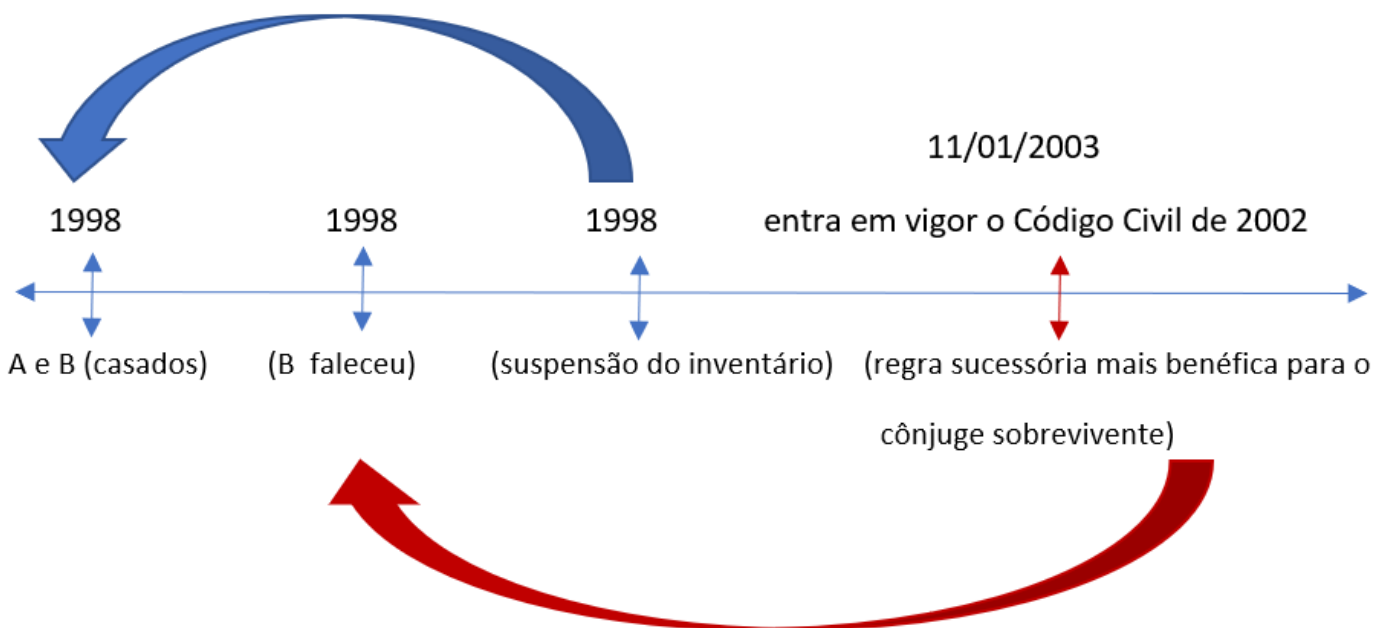 11/01/2003
1998 1998 1998 entra em vigor o Código Civil de 2002
A e B (casados) (B faleceu) (suspensão do inventário) (regra sucessória mais benéfica para o
cônjuge sobrevivente)